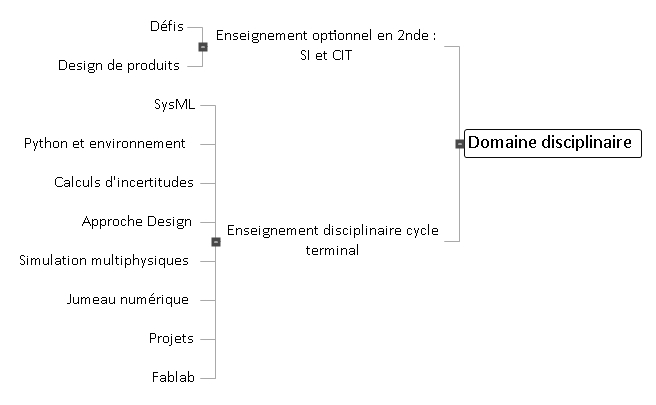 Domaine disciplinaire
Enseignement optionnel en 2nde :
SI et CIT
Défis
Design de produits
Enseignement disciplinaire cycle
terminal
SysML
Python et environnement
Calculs d'incertitudes
Approche Design
Simulation multiphysiques
Jumeau numérique
Projets
Fablab